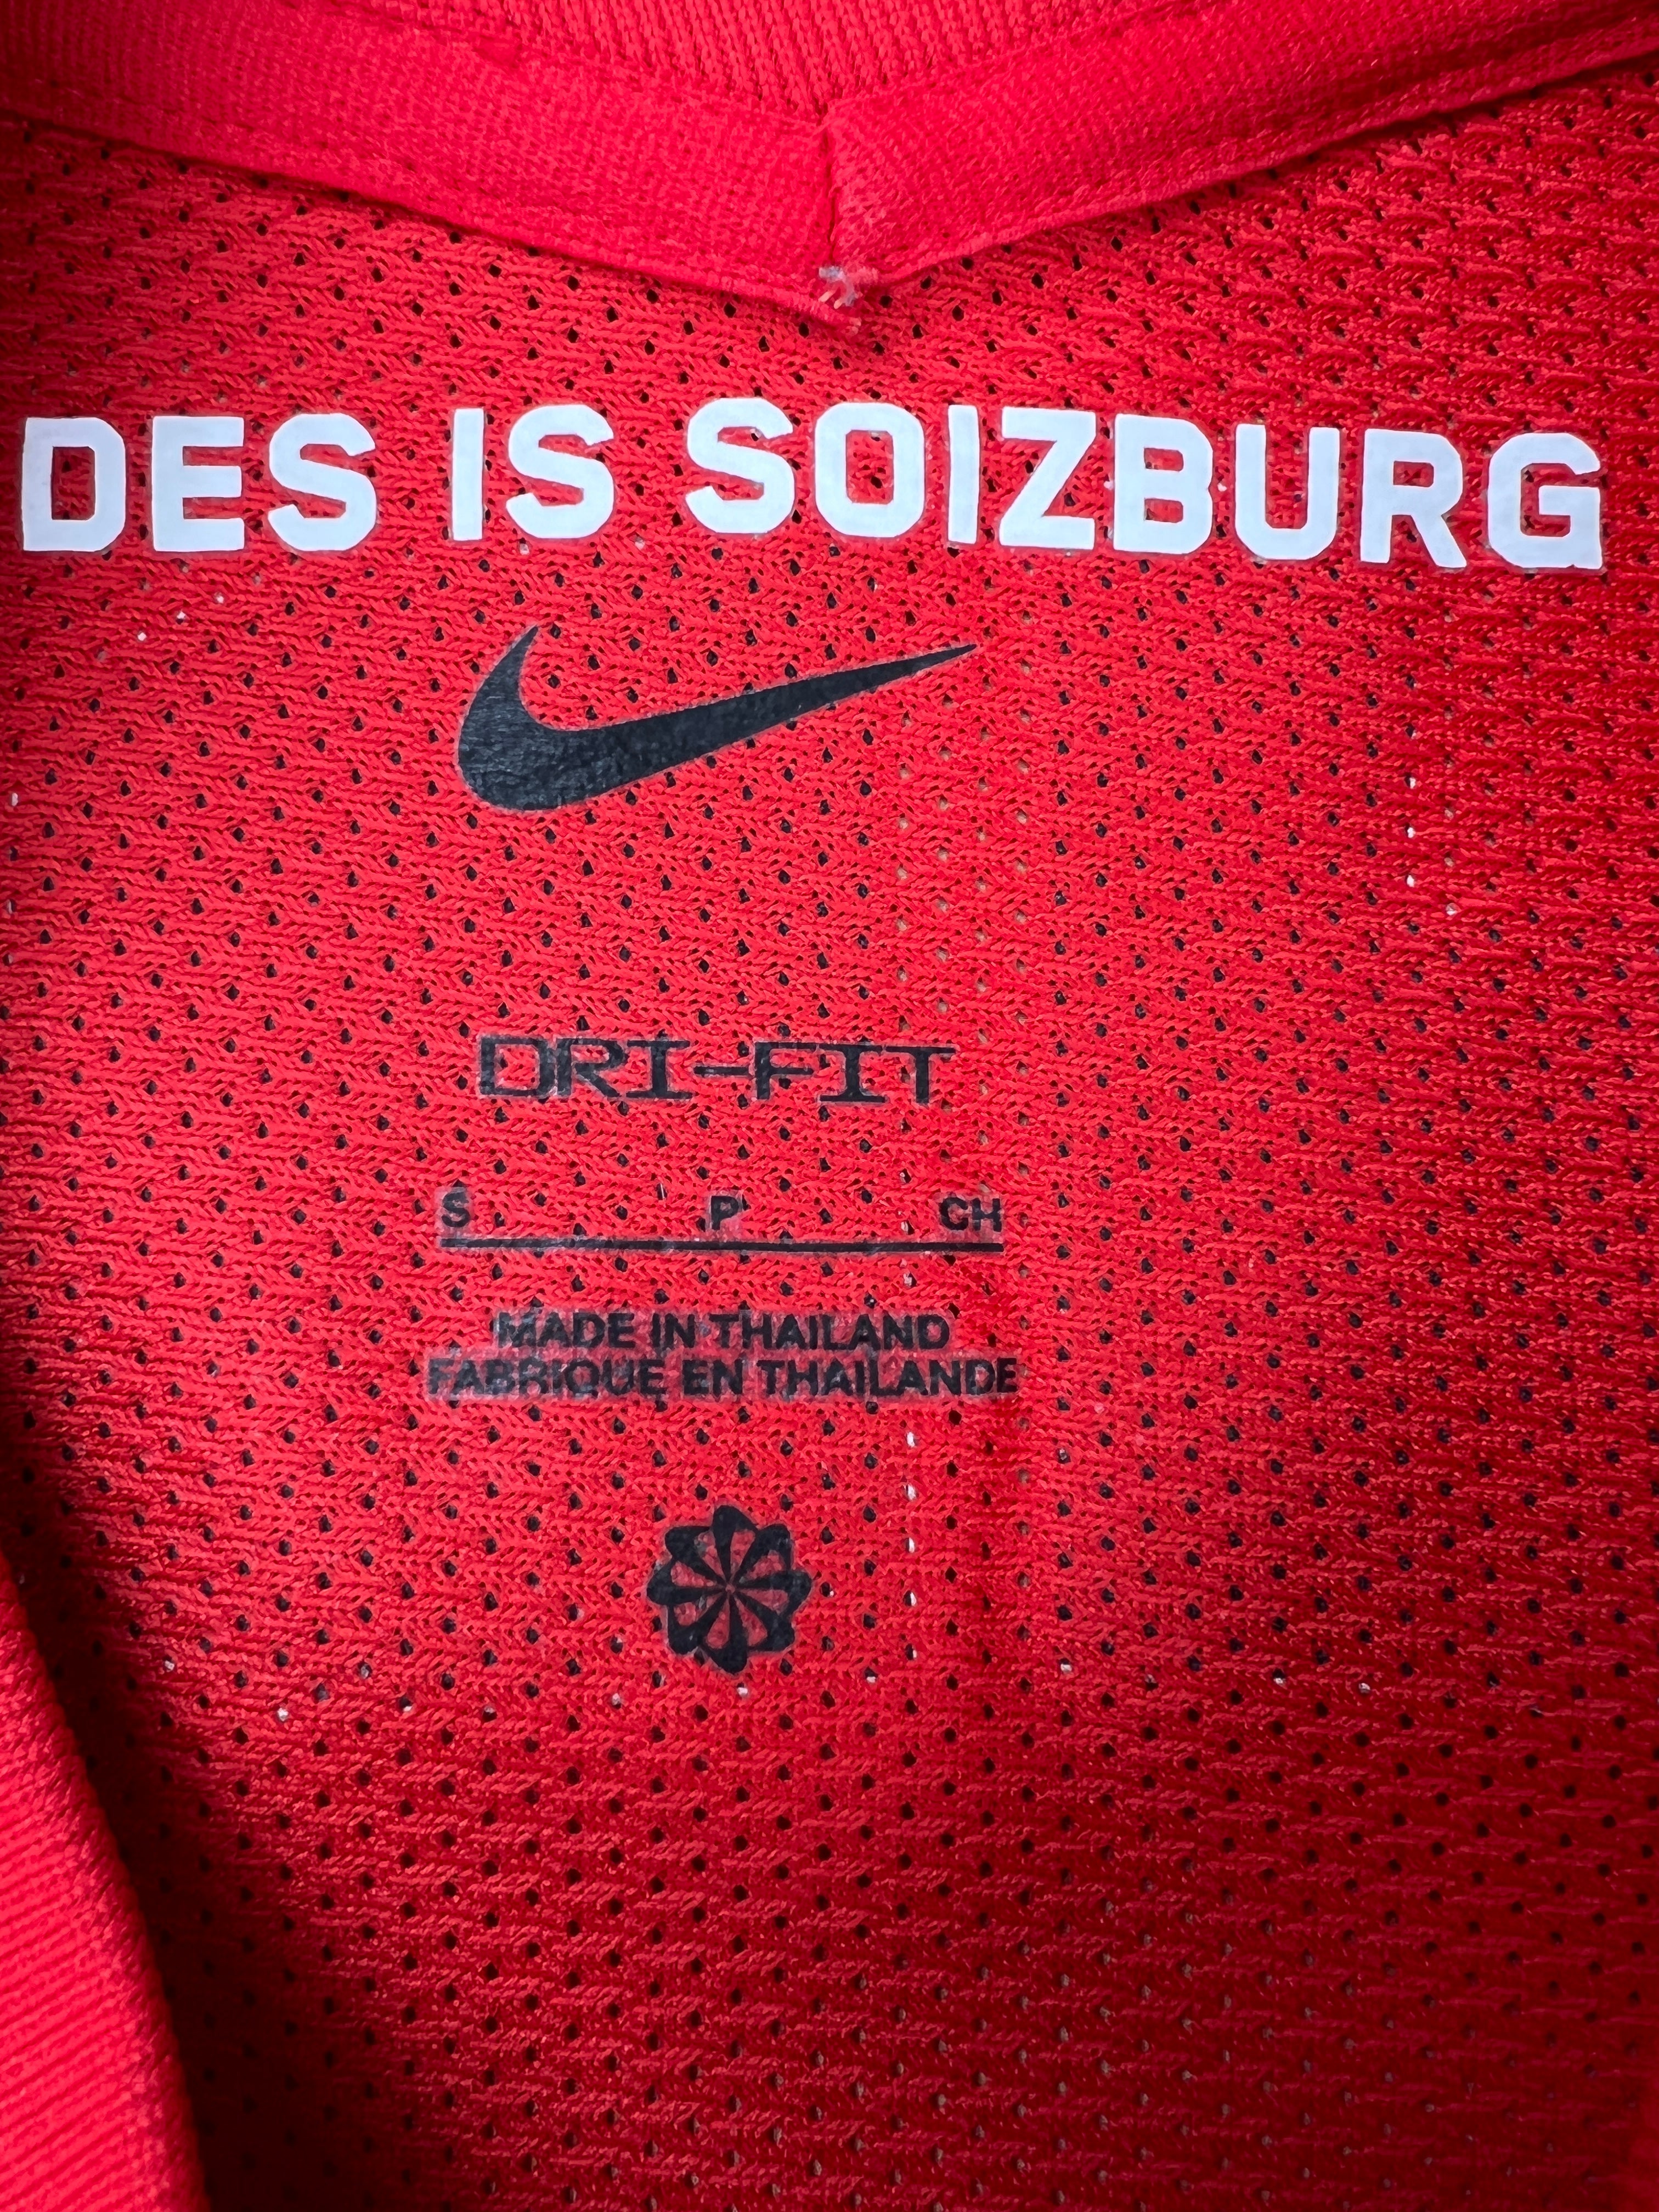 DES IS SOIZBURG
DRI-FIT
S P CH
MADE IN THAILAND
FABRIQUE EN THAILANDE